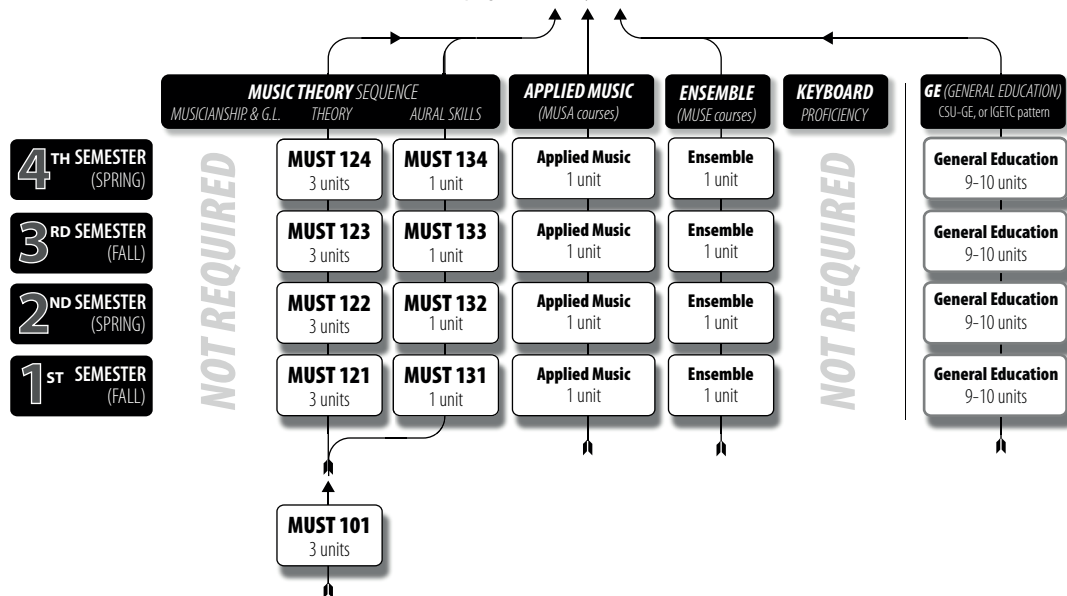 MUSIC THEORY SEQUENCE
MUSICIANSHIP. & G.L. THEORY AURAL SKILLS
APPLIED MUSIC
(MUSA courses)
ENSEMBLE
(MUSE courses)
KEYBOARD
PROFICIENCY
GE (GENERAL EDUCATION)
CSU-GE, or IGETC pattern
4TH SEMESTER
(SPRING)
NOT REQUIRED
MUST 124
3 units
MUST 134
1 unit
Applied Music
1 unit
Ensemble
1 unit
NOT REQUIRED
General Education
9-10 units
3RD SEMESTER
(FALL)
MUST 123
3 units
MUST 133
1 unit
Applied Music
1 unit
Ensemble
1 unit
General Education
9-10 units
2ND SEMESTER
(SPRING)
MUST 122
3 units
MUST 132
1 unit
Applied Music
1 unit
Ensemble
1 unit
General Education
9-10 units
1ST SEMESTER
(FALL)
MUST 121
3 units
MUST 131
1 unit
Applied Music
1 unit
Ensemble
1 unit
General Education
9-10 units
MUST 101
3 units